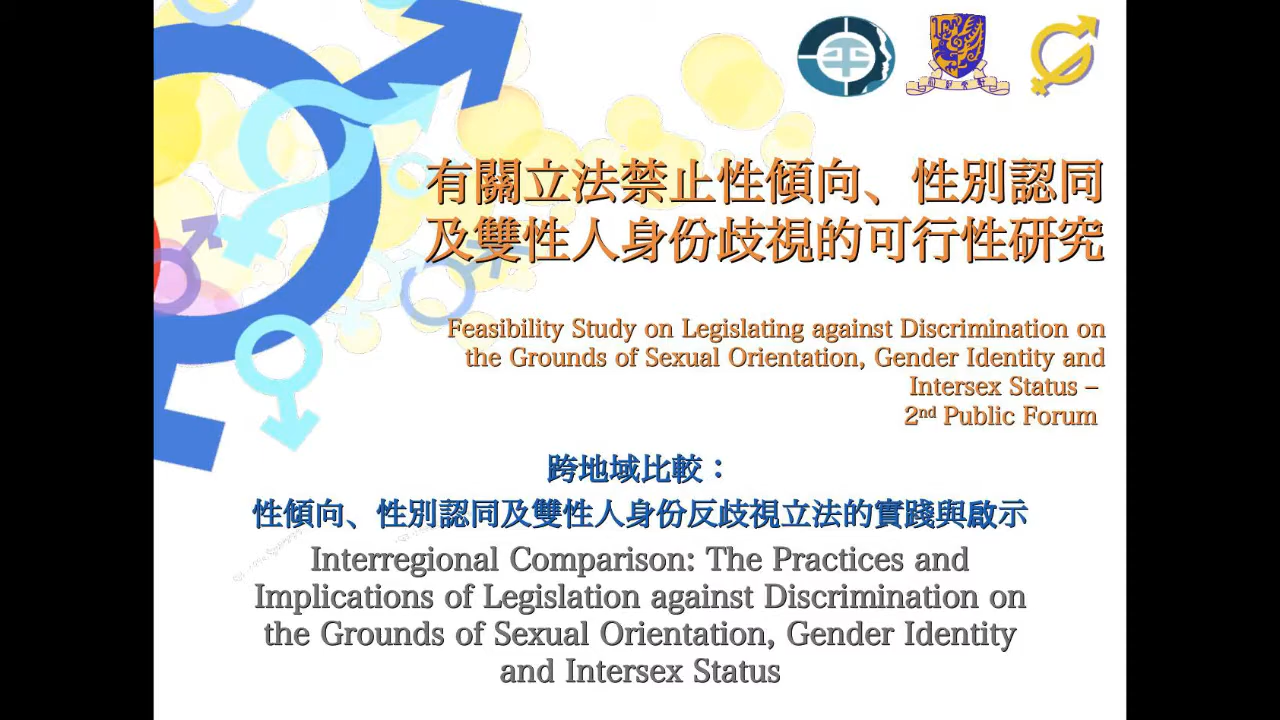 有關立法禁止性傾向、性別認同
及雙性人身份歧視的可行性研究
Feasibility Study on Legislating against Discrimination on
the Grounds of Sexual Orientation, Gender Identity and
Intersex Status –
2nd Public Forum
跨地域比較：
性傾向、性別認同及雙性人身份反歧視立法的實踐與啟示
Interregional Comparison: The Practices and
Implications of Legislation against Discrimination on
the Grounds of Sexual Orientation, Gender Identity
and Intersex Status